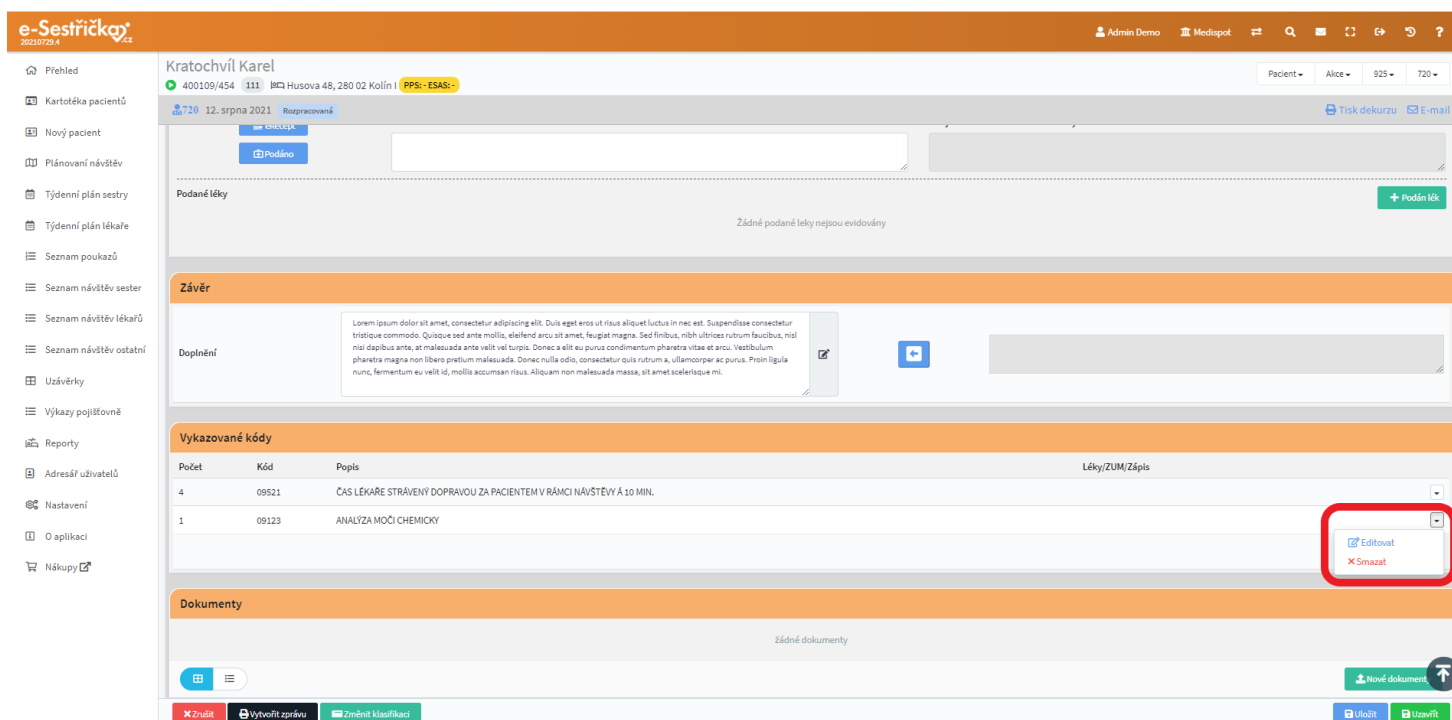 e-Sestřička.cz
20210729.4
Admin Demo Medispot ?
Přehled
Kartotéka pacientů
Nový pacient
Plánovaní návštěv
Týdenní plán sestry
Týdenní plán lékaře
Seznam poukazů
Seznam návštěv sester
Seznam návštěv lékařů
Seznam návštěv ostatní
Uzávěrky
Výkazy pojišťovně
Reporty
Adresář uživatelů
Nastavení
O aplikaci
Nákupy
Kratochvíl Karel
400109/454 111 Husova 48, 280 02 Kolín I PPS: - ESAS: -
Pacient Akce 925 720
720 12. srpna 2021 Rozpracovaná
Tisk dekurzu E-mail
eRecept
Podáno
Podané léky
Podán lék
Žádné podané leky nejsou evidovány
Závěr
Doplnění
Lorem ipsum dolor sit amet, consectetur adipiscing elit. Duis eget eros ut risus aliquet luctus in nec est. Suspendisse consectetur
tristique commodo. Quisque sed ante mollis, eleifend arcu sit amet, feugiat magna. Sed finibus, nibh ultrices rutrum faucibus, nisl
nisi dapibus ante, at malesuada ante velit vel turpis. Donec a elit eu purus condimentum pharetra vitae et arcu. Vestibulum
pharetra magna non libero pretium malesuada. Donec nulla odio, consectetur quis rutrum a, ullamcorper ac purus. Proin ligula
nunc, fermentum eu velit id, mollis accumsan risus. Aliquam non malesuada massa, sit amet scelerisque mi.
Vykazované kódy
Počet Kód Popis Léky/ZUM/Zápis
4 09521 ČAS LÉKAŘE STRÁVENÝ DOPRAVOU ZA PACIENTEM V RÁMCI NÁVŠTĚVY Á 10 MIN.
1 09123 ANALÝZA MOČI CHEMICKY
Editovat
Smazat
Dokumenty
žádné dokumenty
Nové dokument
Zrušit Vytvořit zprávu Změnit klasifikaci Uložit Uzavřít